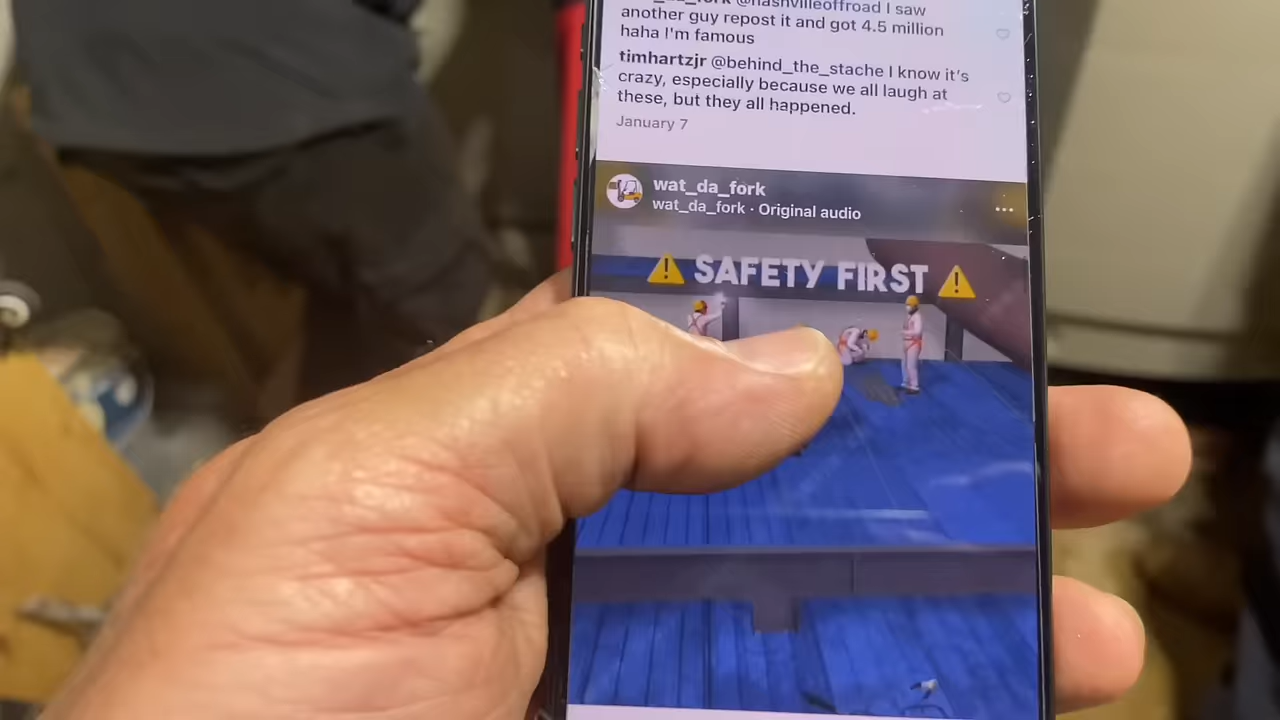 @nashvilleoffroad I saw
another guy repost it and got 4.5 million
haha I'm famous
timhartzjr @behind_the_stache I know it's
crazy, especially because we all laugh at
these, but they all happened.
January 7
wat_da_fork
wat_da_fork · Original audio
⚠ SAFETY FIRST ⚠